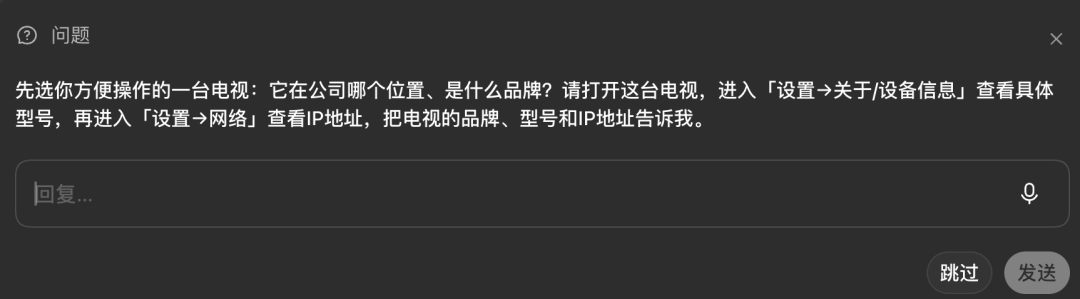 问题
先选你方便操作的一台电视：它在公司哪个位置、是什么品牌？请打开这台电视，进入「设置→关于/设备信息」查看具体
型号，再进入「设置→网络」查看IP地址，把电视的品牌、型号和IP地址告诉我。
回复...
跳过
发送